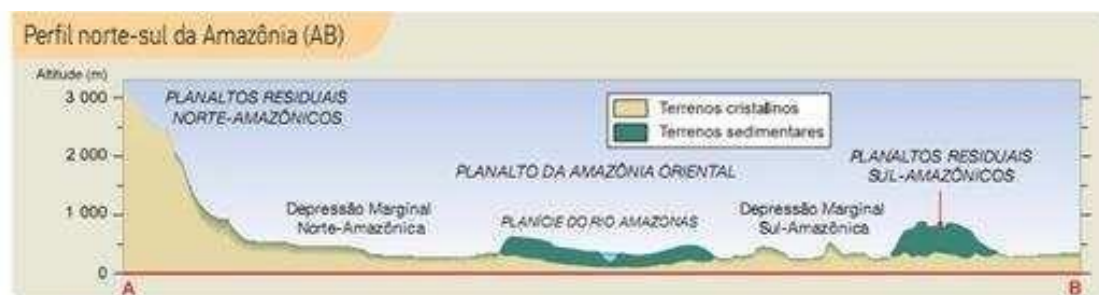 Perfil norte-sul da Amazônia (AB)
Altitude (m)
3 000
2 000
1 000
0
PLANALTOS RESIDUAIS
NORTE-AMAZÔNICOS
Terrenos cristalinos
Terrenos sedimentares
PLANALTO DA AMAZÔNIA ORIENTAL
PLANALTOS RESIDUAIS
SUL-AMAZÔNICOS
Depressão Marginal
Norte-Amazônica
PLANÍCIE DO RIO AMAZONAS
Depressão Marginal
Sul-Amazônica
A
B